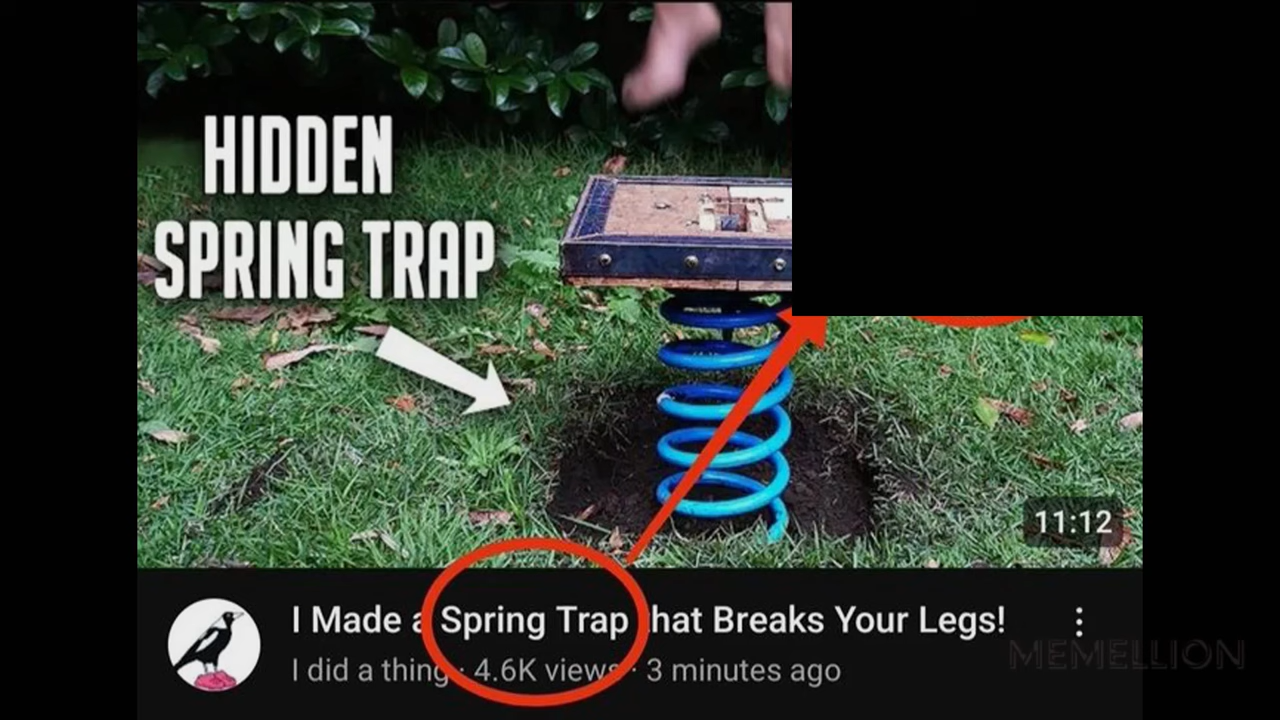 HIDDEN
SPRING TRAP
11:12
I Made a Spring Trap that Breaks Your Legs!
I did a thing · 4.6K views · 3 minutes ago
MEMELLION